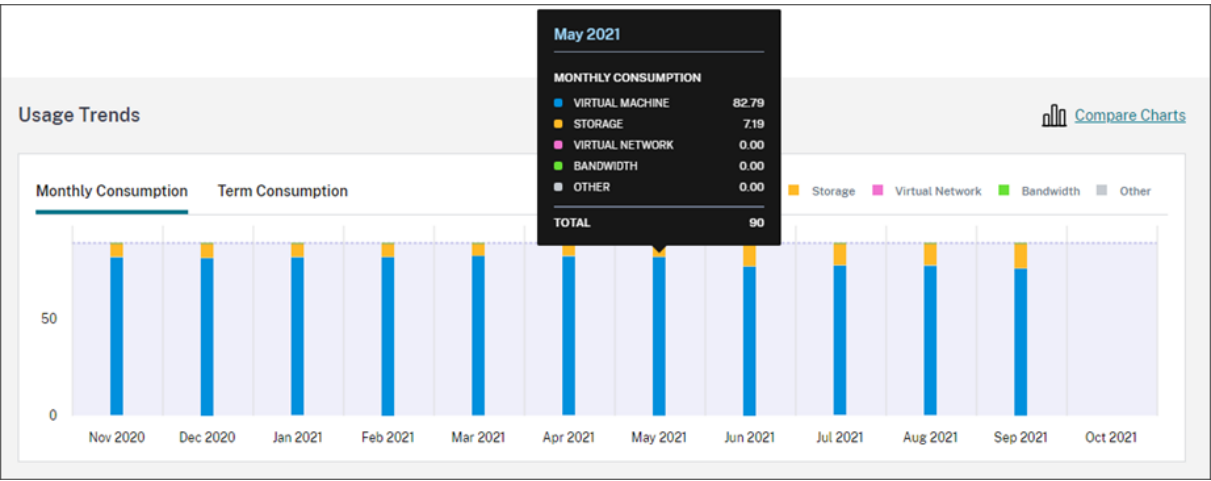 May 2021
MONTHLY CONSUMPTION
VIRTUAL MACHINE 82.79
STORAGE 7.19
VIRTUAL NETWORK 0.00
BANDWIDTH 0.00
OTHER 0.00
TOTAL 90
Usage Trends
Compare Charts
Monthly Consumption Term Consumption
Storage Virtual Network Bandwidth Other
50
0
Nov 2020 Dec 2020 Jan 2021 Feb 2021 Mar 2021 Apr 2021 May 2021 Jun 2021 Jul 2021 Aug 2021 Sep 2021 Oct 2021